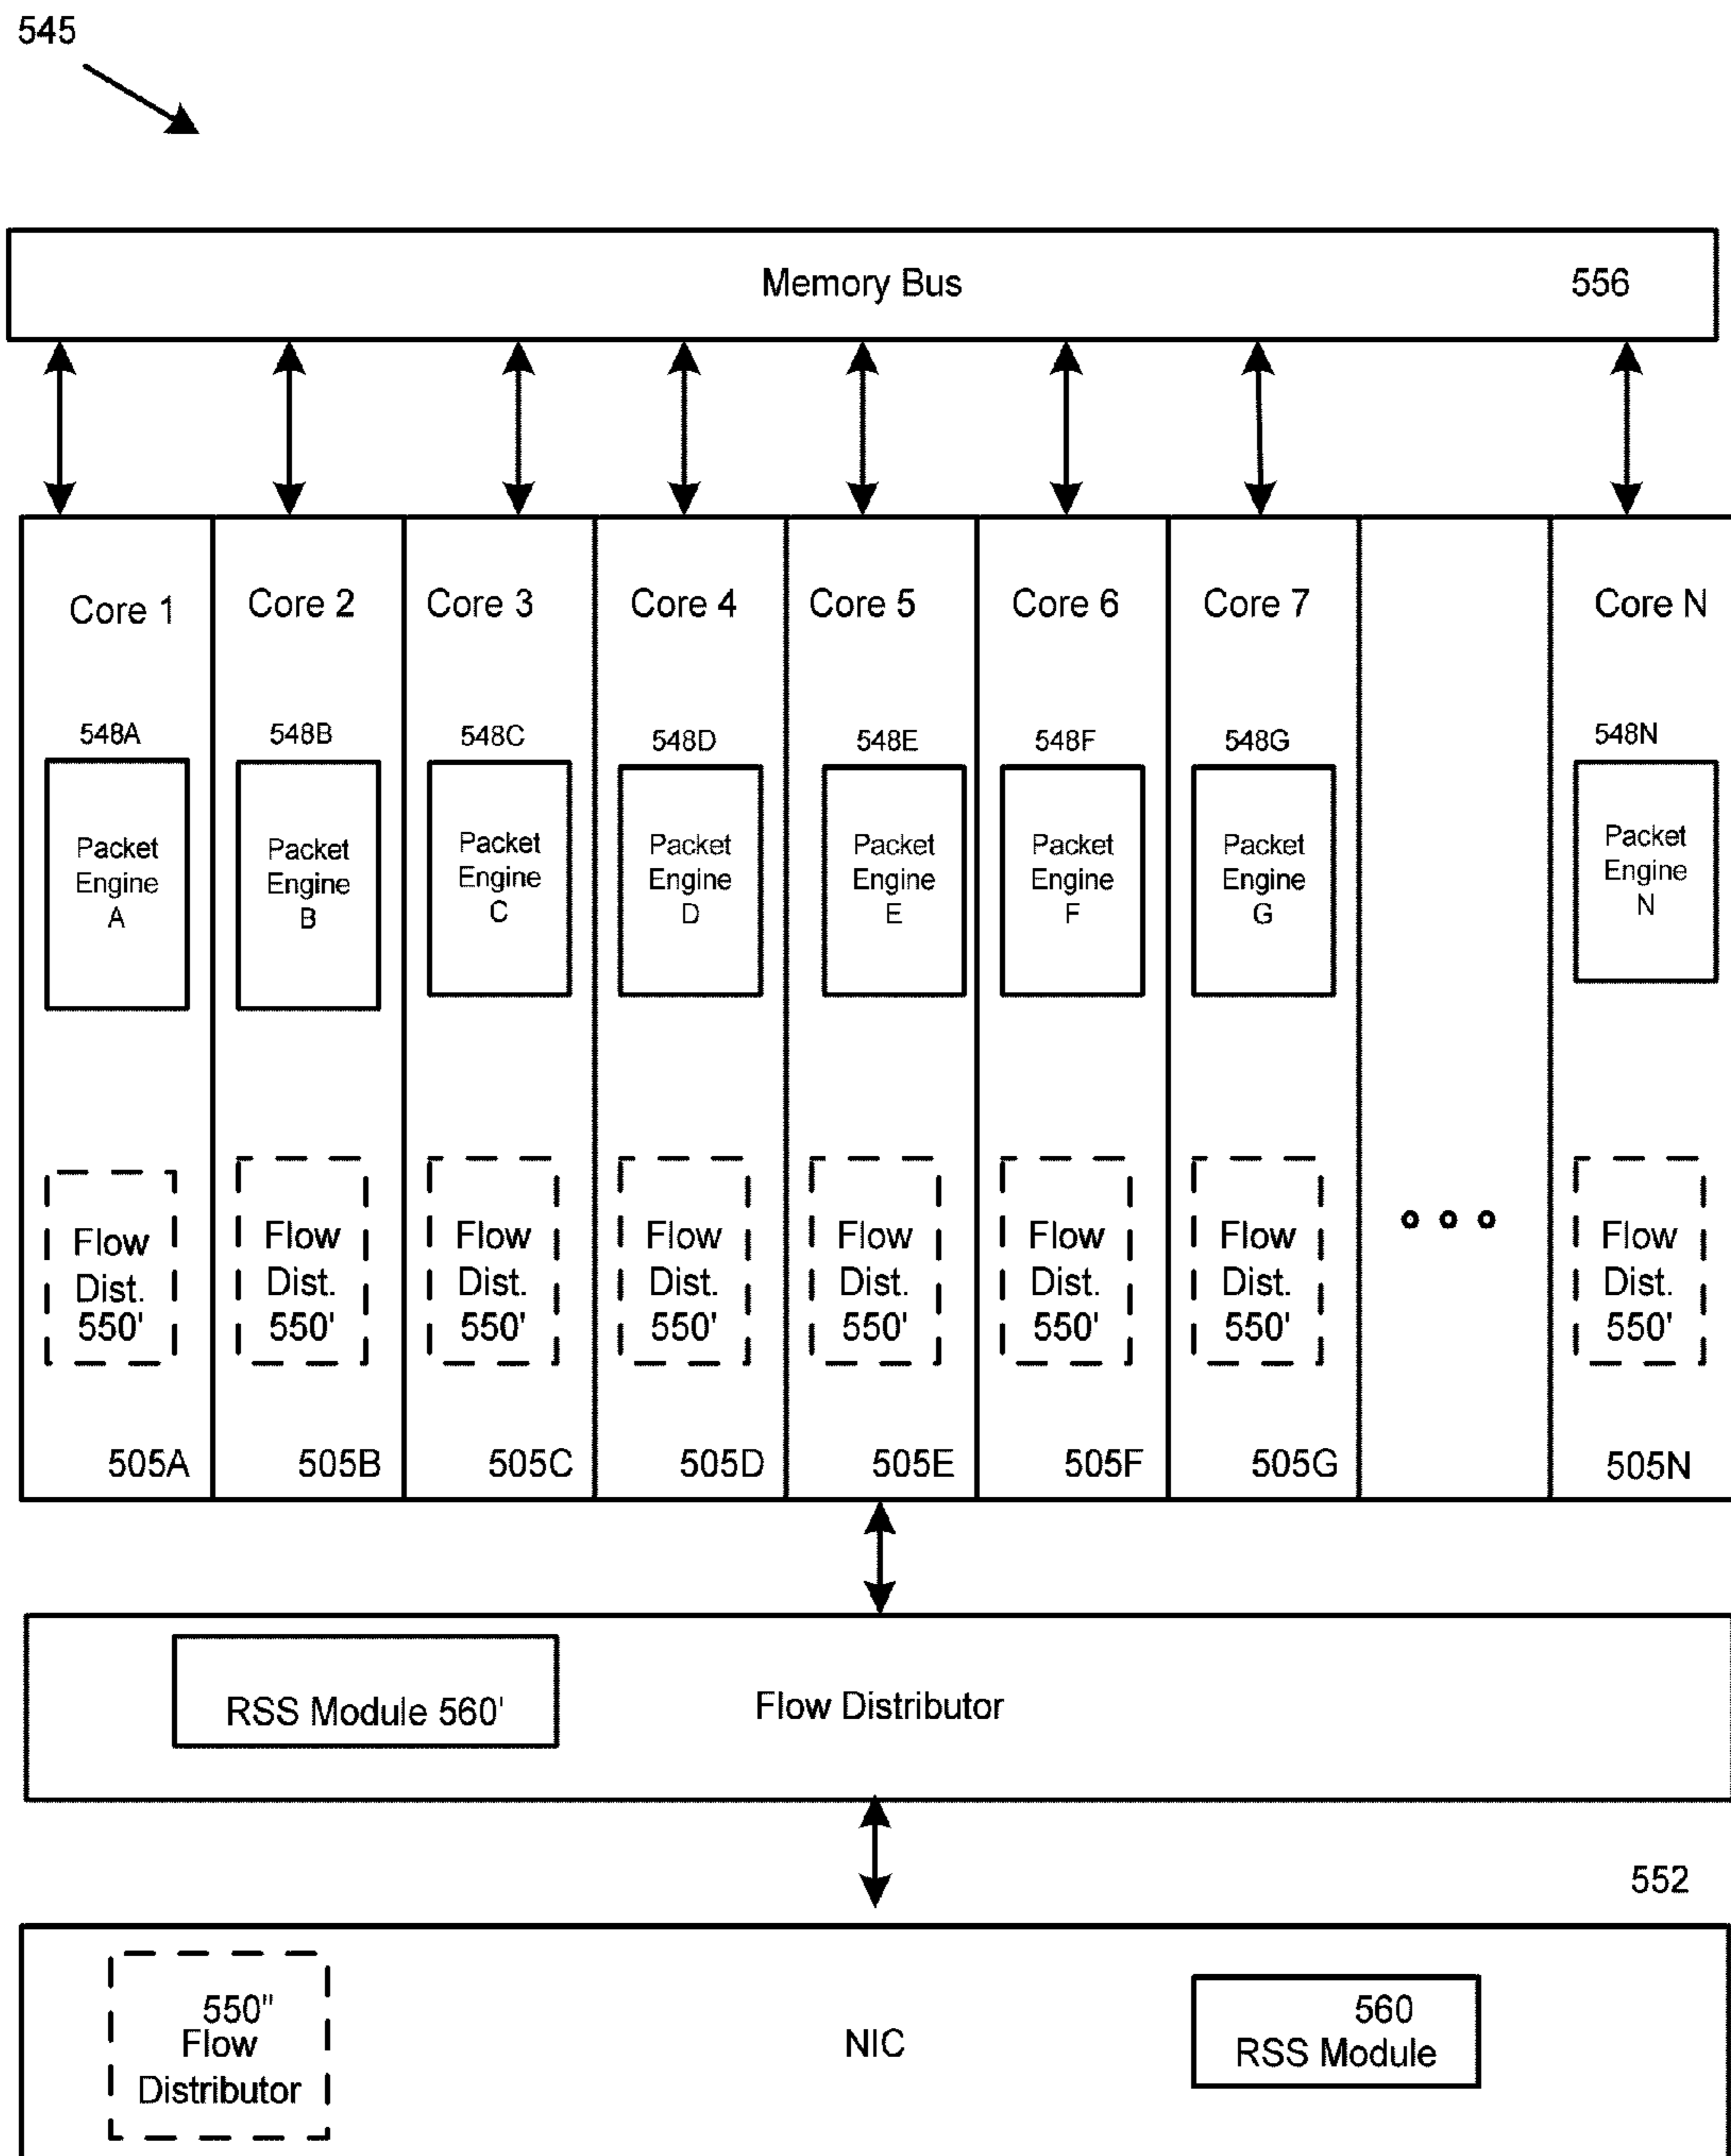 545
Memory Bus 556
Core 1 Core 2 Core 3 Core 4 Core 5 Core 6 Core 7 Core N
548A 548B 548C 548D 548E 548F 548G 548N
Packet Packet Packet Packet Packet Packet Packet Packet
Engine Engine Engine Engine Engine Engine Engine Engine
A B C D E F G N
Flow Flow Flow Flow Flow Flow Flow Flow
Dist. Dist. Dist. Dist. Dist. Dist. Dist. Dist.
550' 550' 550' 550' 550' 550' 550' 550'
505A 505B 505C 505D 505E 505F 505G 505N
RSS Module 560' Flow Distributor
552
550"
Flow
Distributor
NIC
560
RSS Module